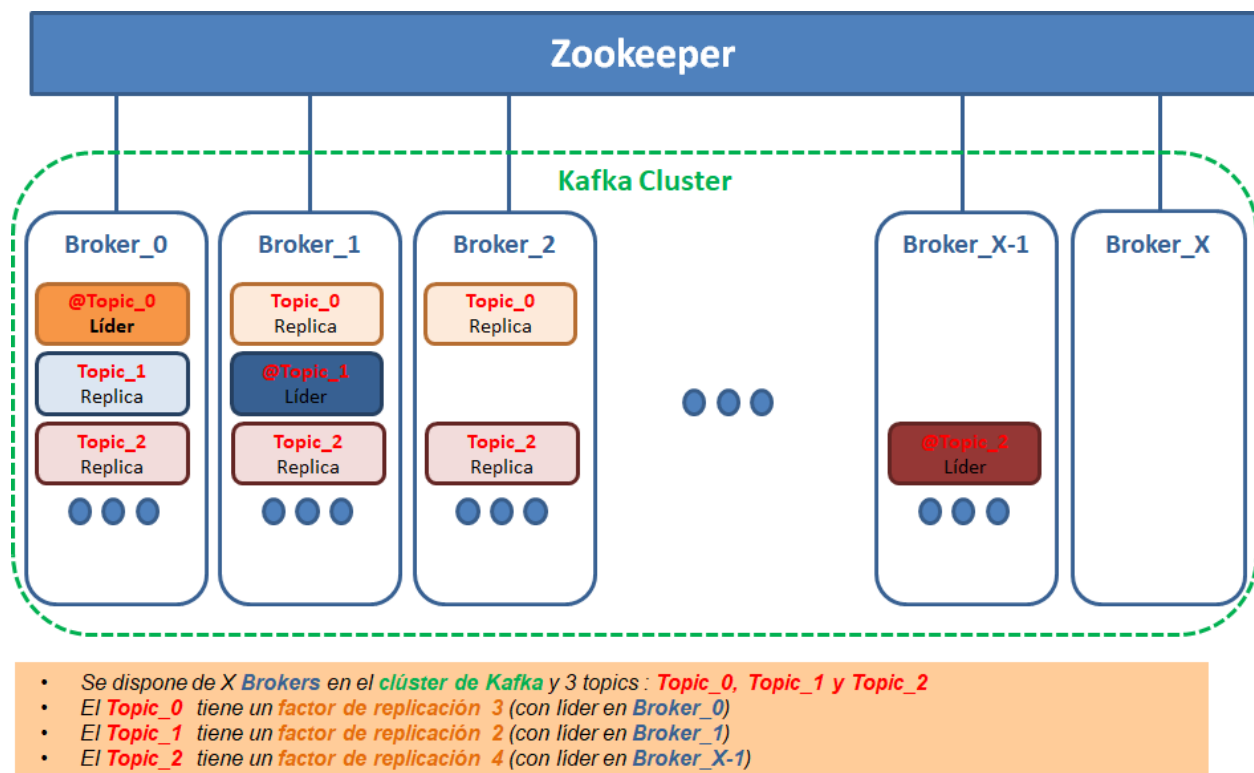 Zookeeper
Kafka Cluster
Broker_0
Broker_1
Broker_2
Broker_X-1
Broker_X
@Topic_0
Líder
Topic_0
Replica
Topic_0
Replica
Topic_1
Replica
@Topic_1
Líder
Topic_2
Replica
Topic_2
Replica
Topic_2
Replica
@Topic_2
Líder
• Se dispone de X Brokers en el clúster de Kafka y 3 topics : Topic_0, Topic_1 y Topic_2
• El Topic_0 tiene un factor de replicación 3 (con líder en Broker_0)
• El Topic_1 tiene un factor de replicación 2 (con líder en Broker_1)
• El Topic_2 tiene un factor de replicación 4 (con líder en Broker_X-1)